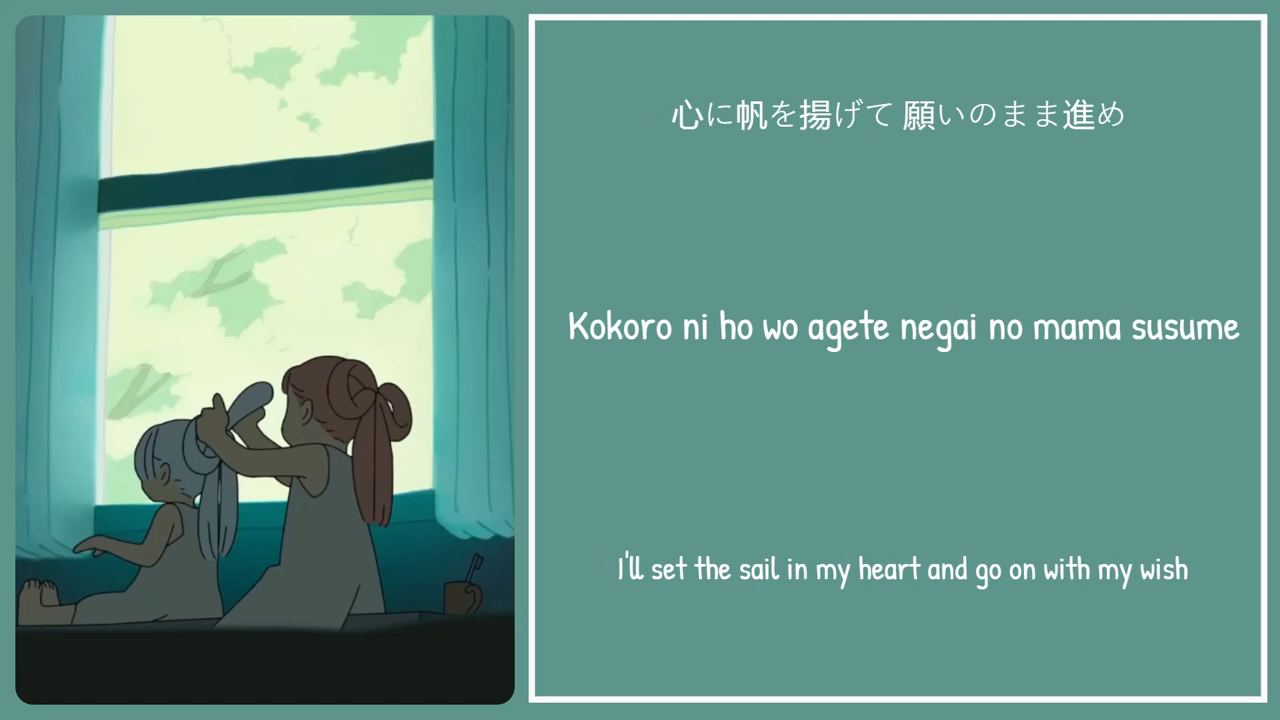 心に帆を揚げて 願いのまま進め
Kokoro ni ho wo agete negai no mama susume
I'll set the sail in my heart and go on with my wish